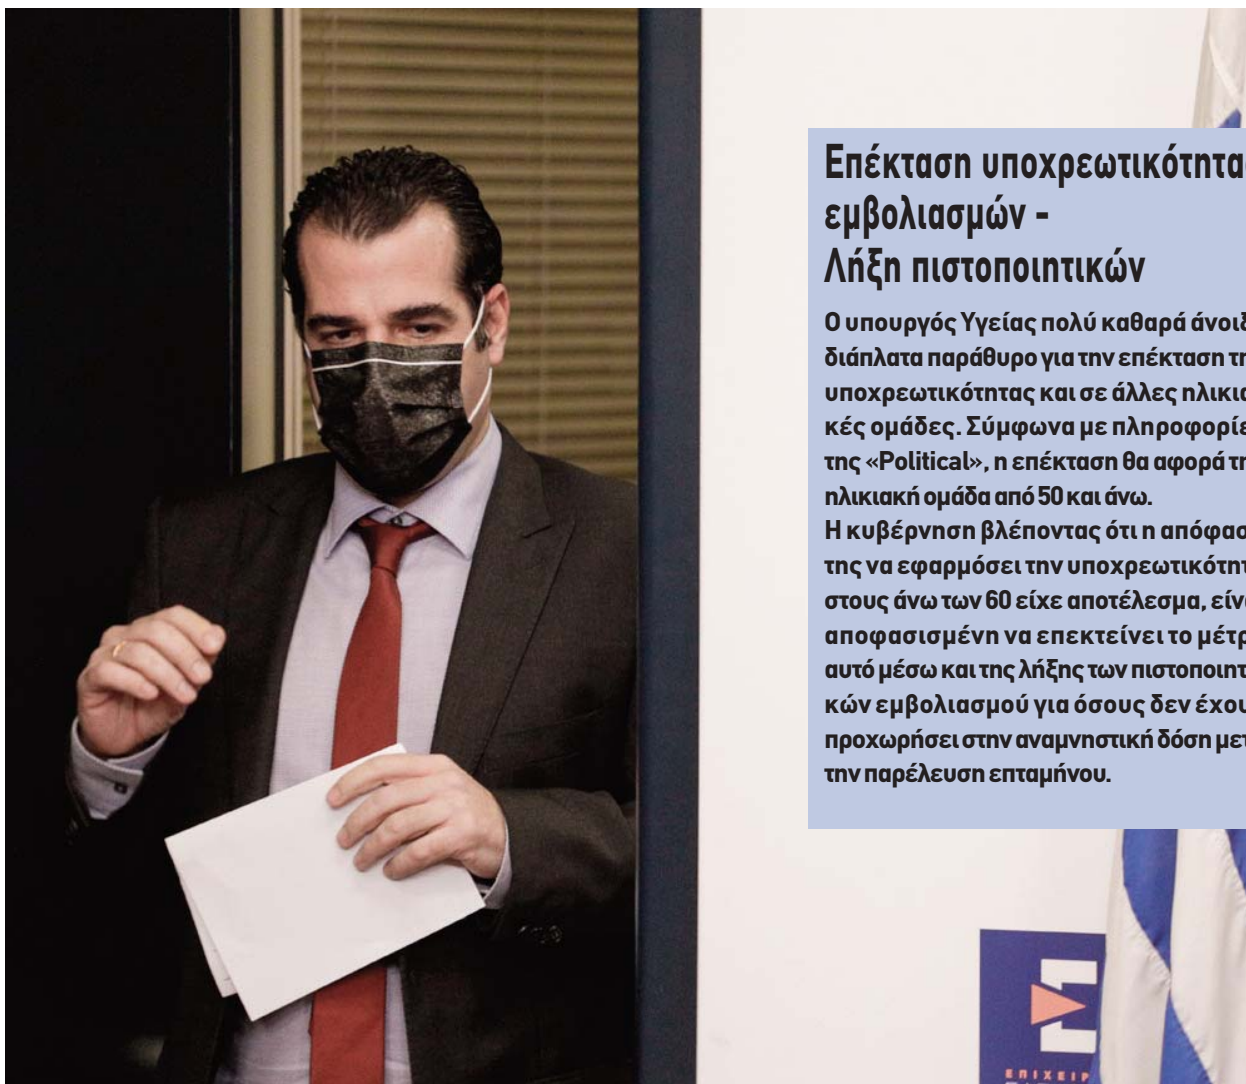 Επέκταση υποχρεωτικότητα
εμβολιασμών -
Λήξη πιστοποιητικών
Ο υπουργός Υγείας πολύ καθαρά άνοιξ
διάπλατα παράθυρο για την επέκταση τη
υποχρεωτικότητας και σε άλλες ηλικια
κές ομάδες. Σύμφωνα με πληροφορίε
της «Political», η επέκταση θα αφορά τη
ηλικιακή ομάδα από 50 και άνω.
Η κυβέρνηση βλέποντας ότι η απόφασ
της να εφαρμόσει την υποχρεωτικότητ
στους άνω των 60 είχε αποτέλεσμα, είνα
αποφασισμένη να επεκτείνει το μέτρ
αυτό μέσω και της λήξης των πιστοποιητ
κών εμβολιασμού για όσους δεν έχου
προχωρήσει στην αναμνηστική δόση μετ
την παρέλευση επταμήνου.
ΕΠΙΧΕΙΡ